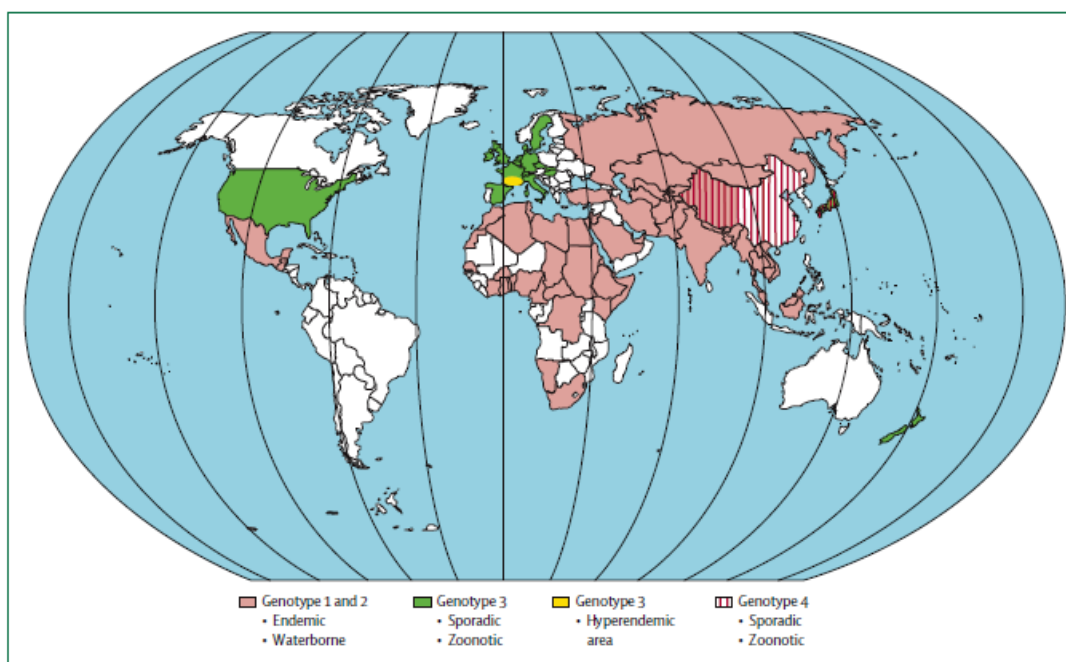 Genotype 1 and 2
• Endemic
• Waterborne
Genotype 3
• Sporadic
• Zoonotic
Genotype 3
• Hyperendemic
area
Genotype 4
• Sporadic
• Zoonotic